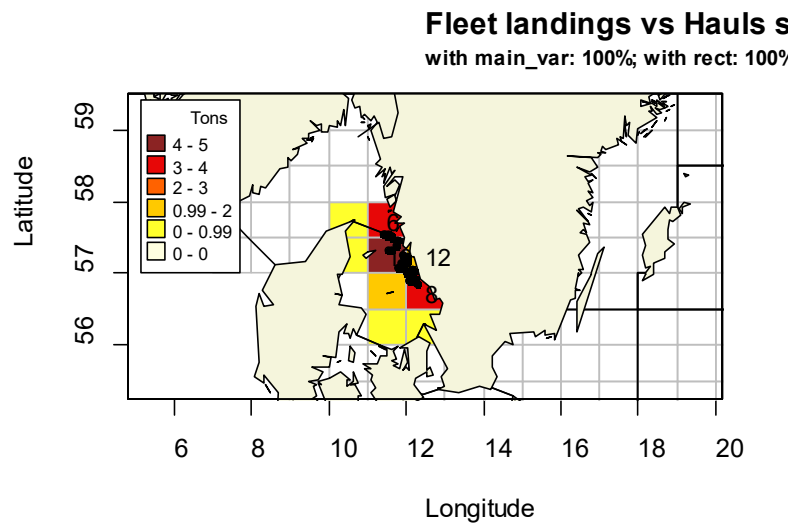 Fleet landings vs Hauls s
with main_var: 100%; with rect: 100%
Tons
4 - 5
3 - 4
2 - 3
0.99 - 2
0 - 0.99
0 - 0
59
58
57
56
Latitude
6
12
8
6 8 10 12 14 16 18 20
Longitude